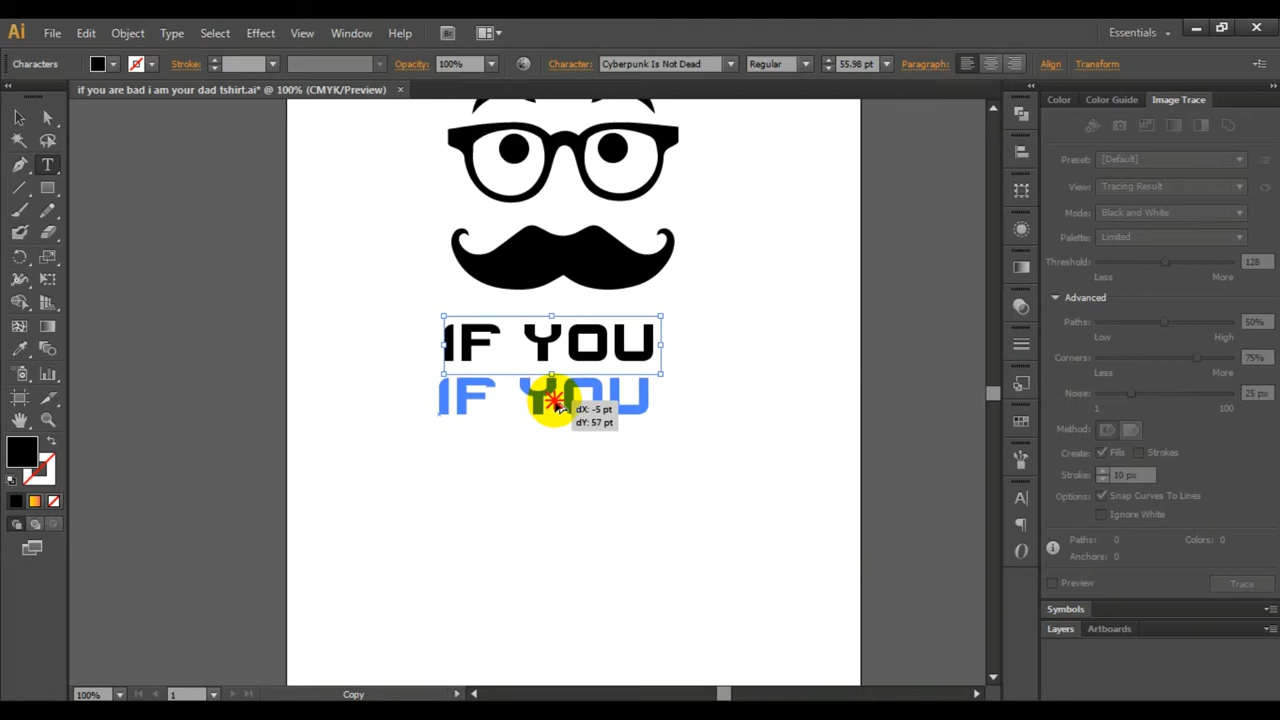 Ai File Edit Object Type Select Effect View Window Help Br Essentials
Characters Stroke: Opacity: 100% Character: Cyberpunk Is Not Dead Regular 55.98 pt Paragraph: Align Transform
if you are bad i am your dad tshirt.ai* @ 100% (CMYK/Preview)
Color Color Guide Image Trace
Preset: [Default]
View: Tracing Result
Mode: Black and White
Palette: Limited
Threshold: 128
Less More
Advanced
Paths: 50%
Low High
Corners: 75%
Less More
Noise: 25 px
1 100
Method:
Create: Fills Strokes
Stroke: 10 px
Options: Snap Curves To Lines
Ignore White
Paths: 0 Colors: 0
Anchors: 0
Preview Trace
Symbols
Layers Artboards
IF YOU
IF YOU
dX: -5 pt
dY: 57 pt
100% 1 Copy